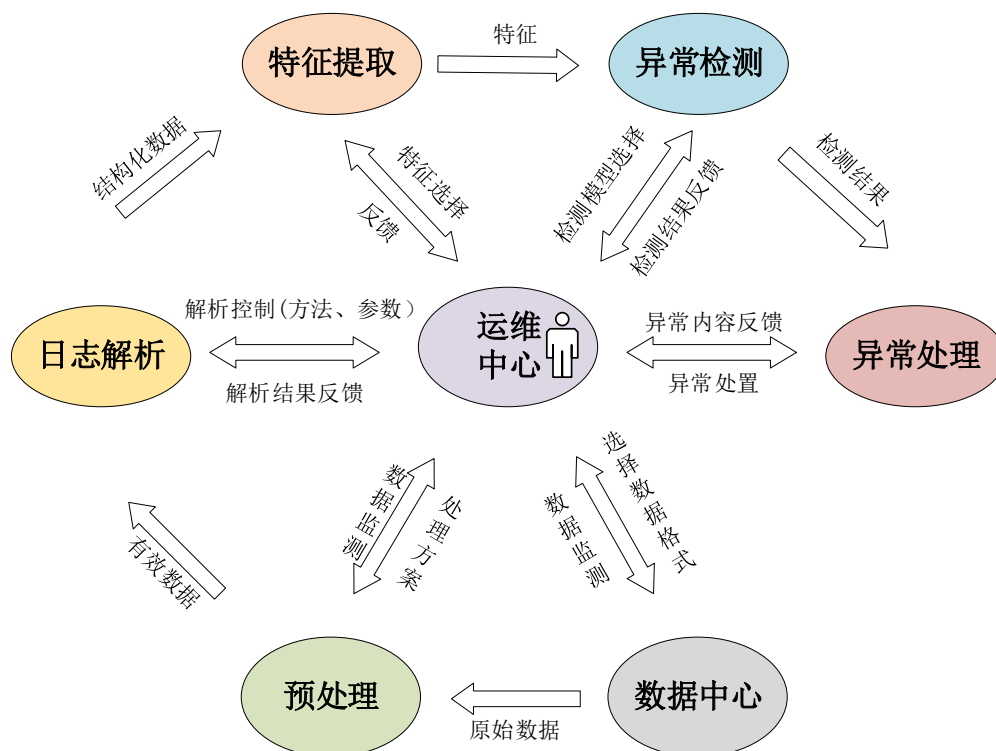 特征提取
特征
异常检测
结构化数据
特征选择
反馈
检测模型选择
检测结果反馈
检测结果
日志解析
解析控制(方法、参数）
解析结果反馈
运维
中心
异常内容反馈
异常处置
异常处理
有效数据
数据监测
处理方案
数据监测
选择数据格式
预处理
原始数据
数据中心